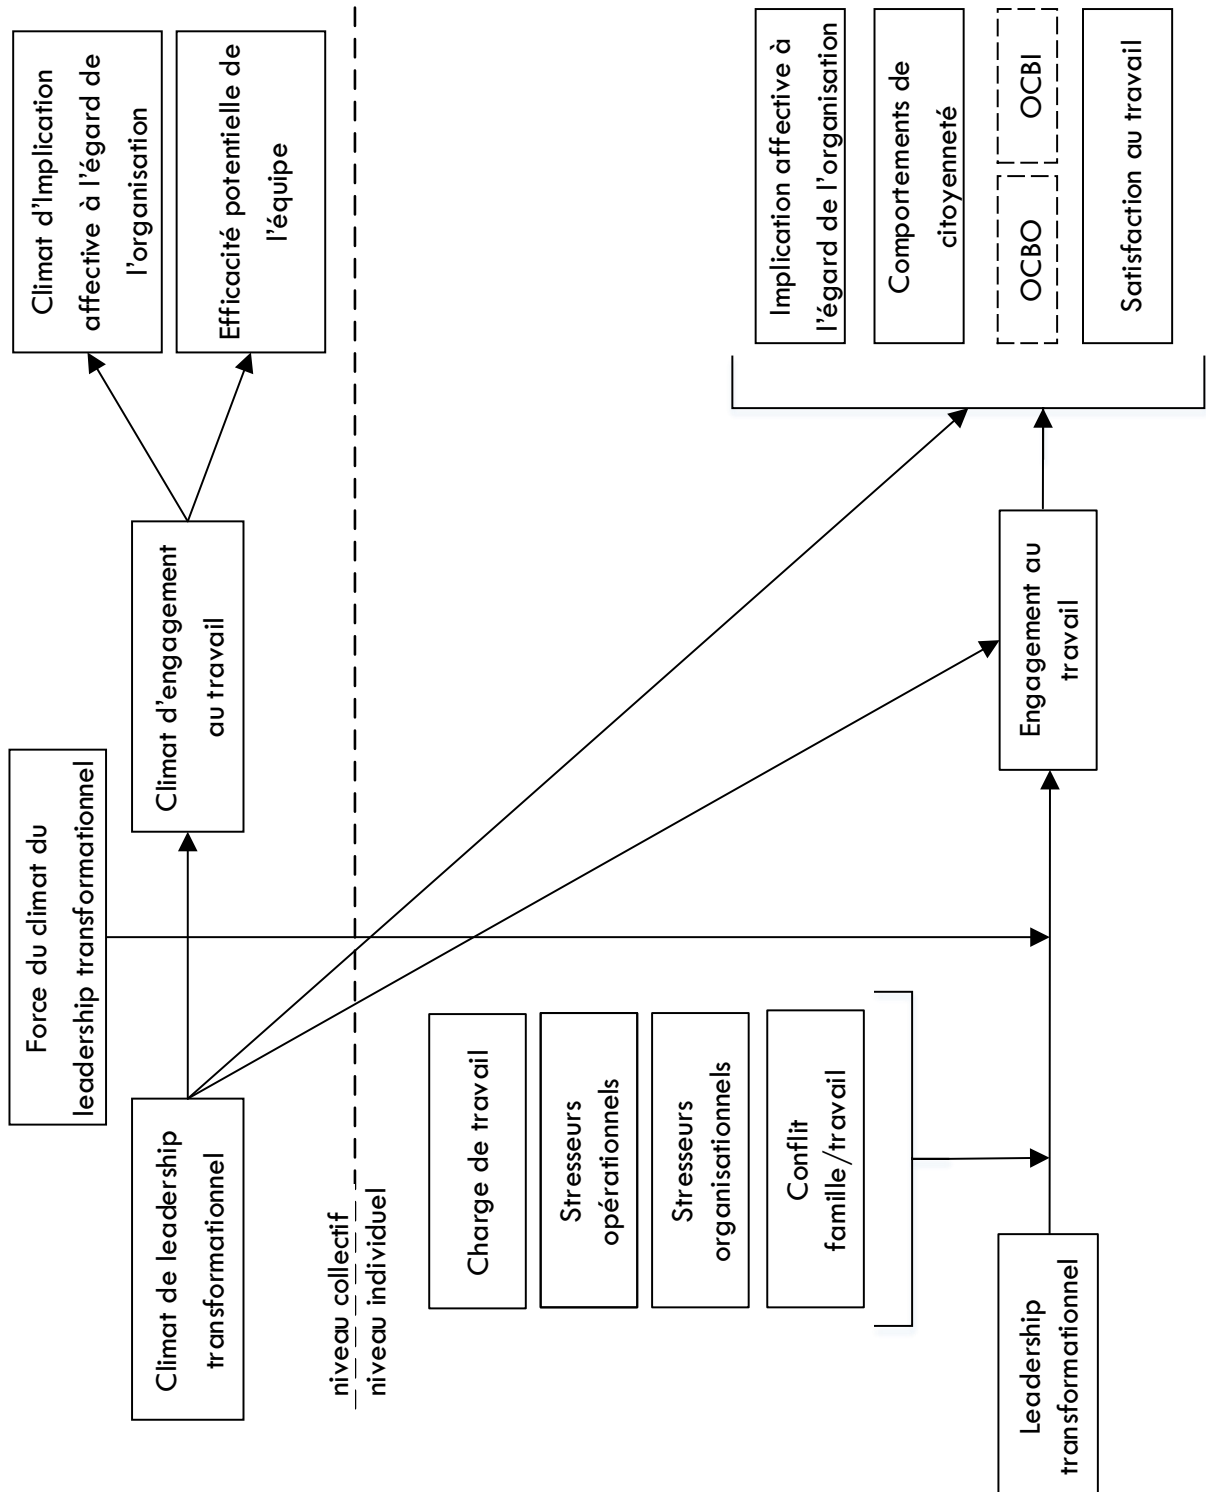 Force du climat du
leadership transformationnel
Climat de leadership
transformationnel
Climat d'engagement
au travail
Climat d'Implication
affective à l'égard de
l'organisation
Efficacité potentielle de
l'équipe
niveau collectif
niveau individuel
Charge de travail
Stresseurs
opérationnels
Stresseurs
organisationnels
Conflit
famille/travail
Leadership
transformationnel
Engagement au
travail
Implication affective à
l'égard de l'organisation
Comportements de
citoyenneté
OCBO
OCBI
Satisfaction au travail